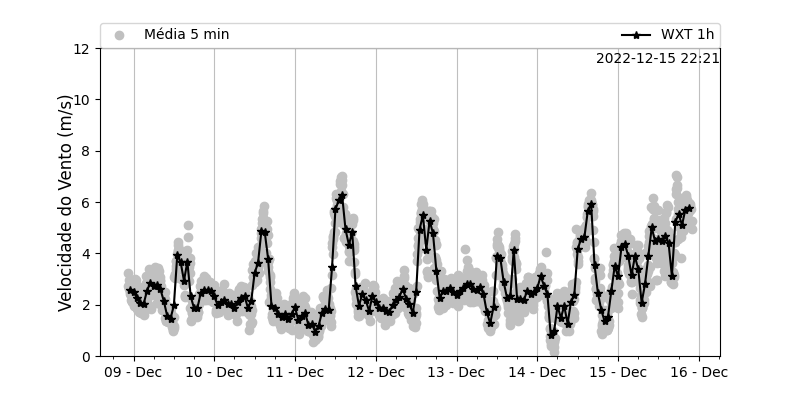 Média 5 min
WXT 1h
2022-12-15 22:21
Velocidade do Vento (m/s)
12
10
8
6
4
2
0
09 - Dec
10 - Dec
11 - Dec
12 - Dec
13 - Dec
14 - Dec
15 - Dec
16 - Dec